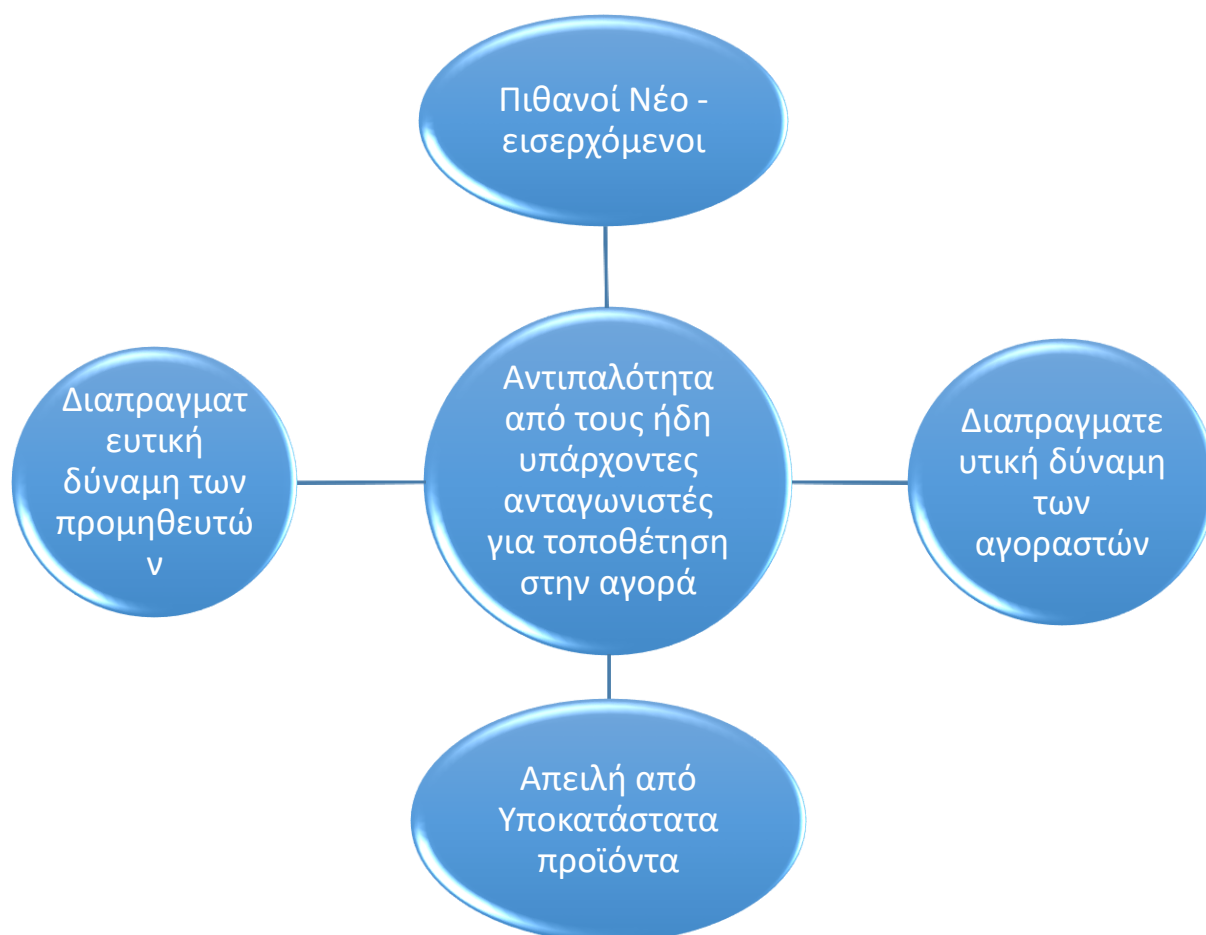 Πιθανοί Νέο -
εισερχόμενοι
Διαπραγματ
ευτική
δύναμη των
προμηθευτώ
ν
Αντιπαλότητα
από τους ήδη
υπάρχοντες
ανταγωνιστές
για τοποθέτηση
στην αγορά
Διαπραγματε
υτική δύναμη
των
αγοραστών
Απειλή από
Υποκατάστατα
προϊόντα